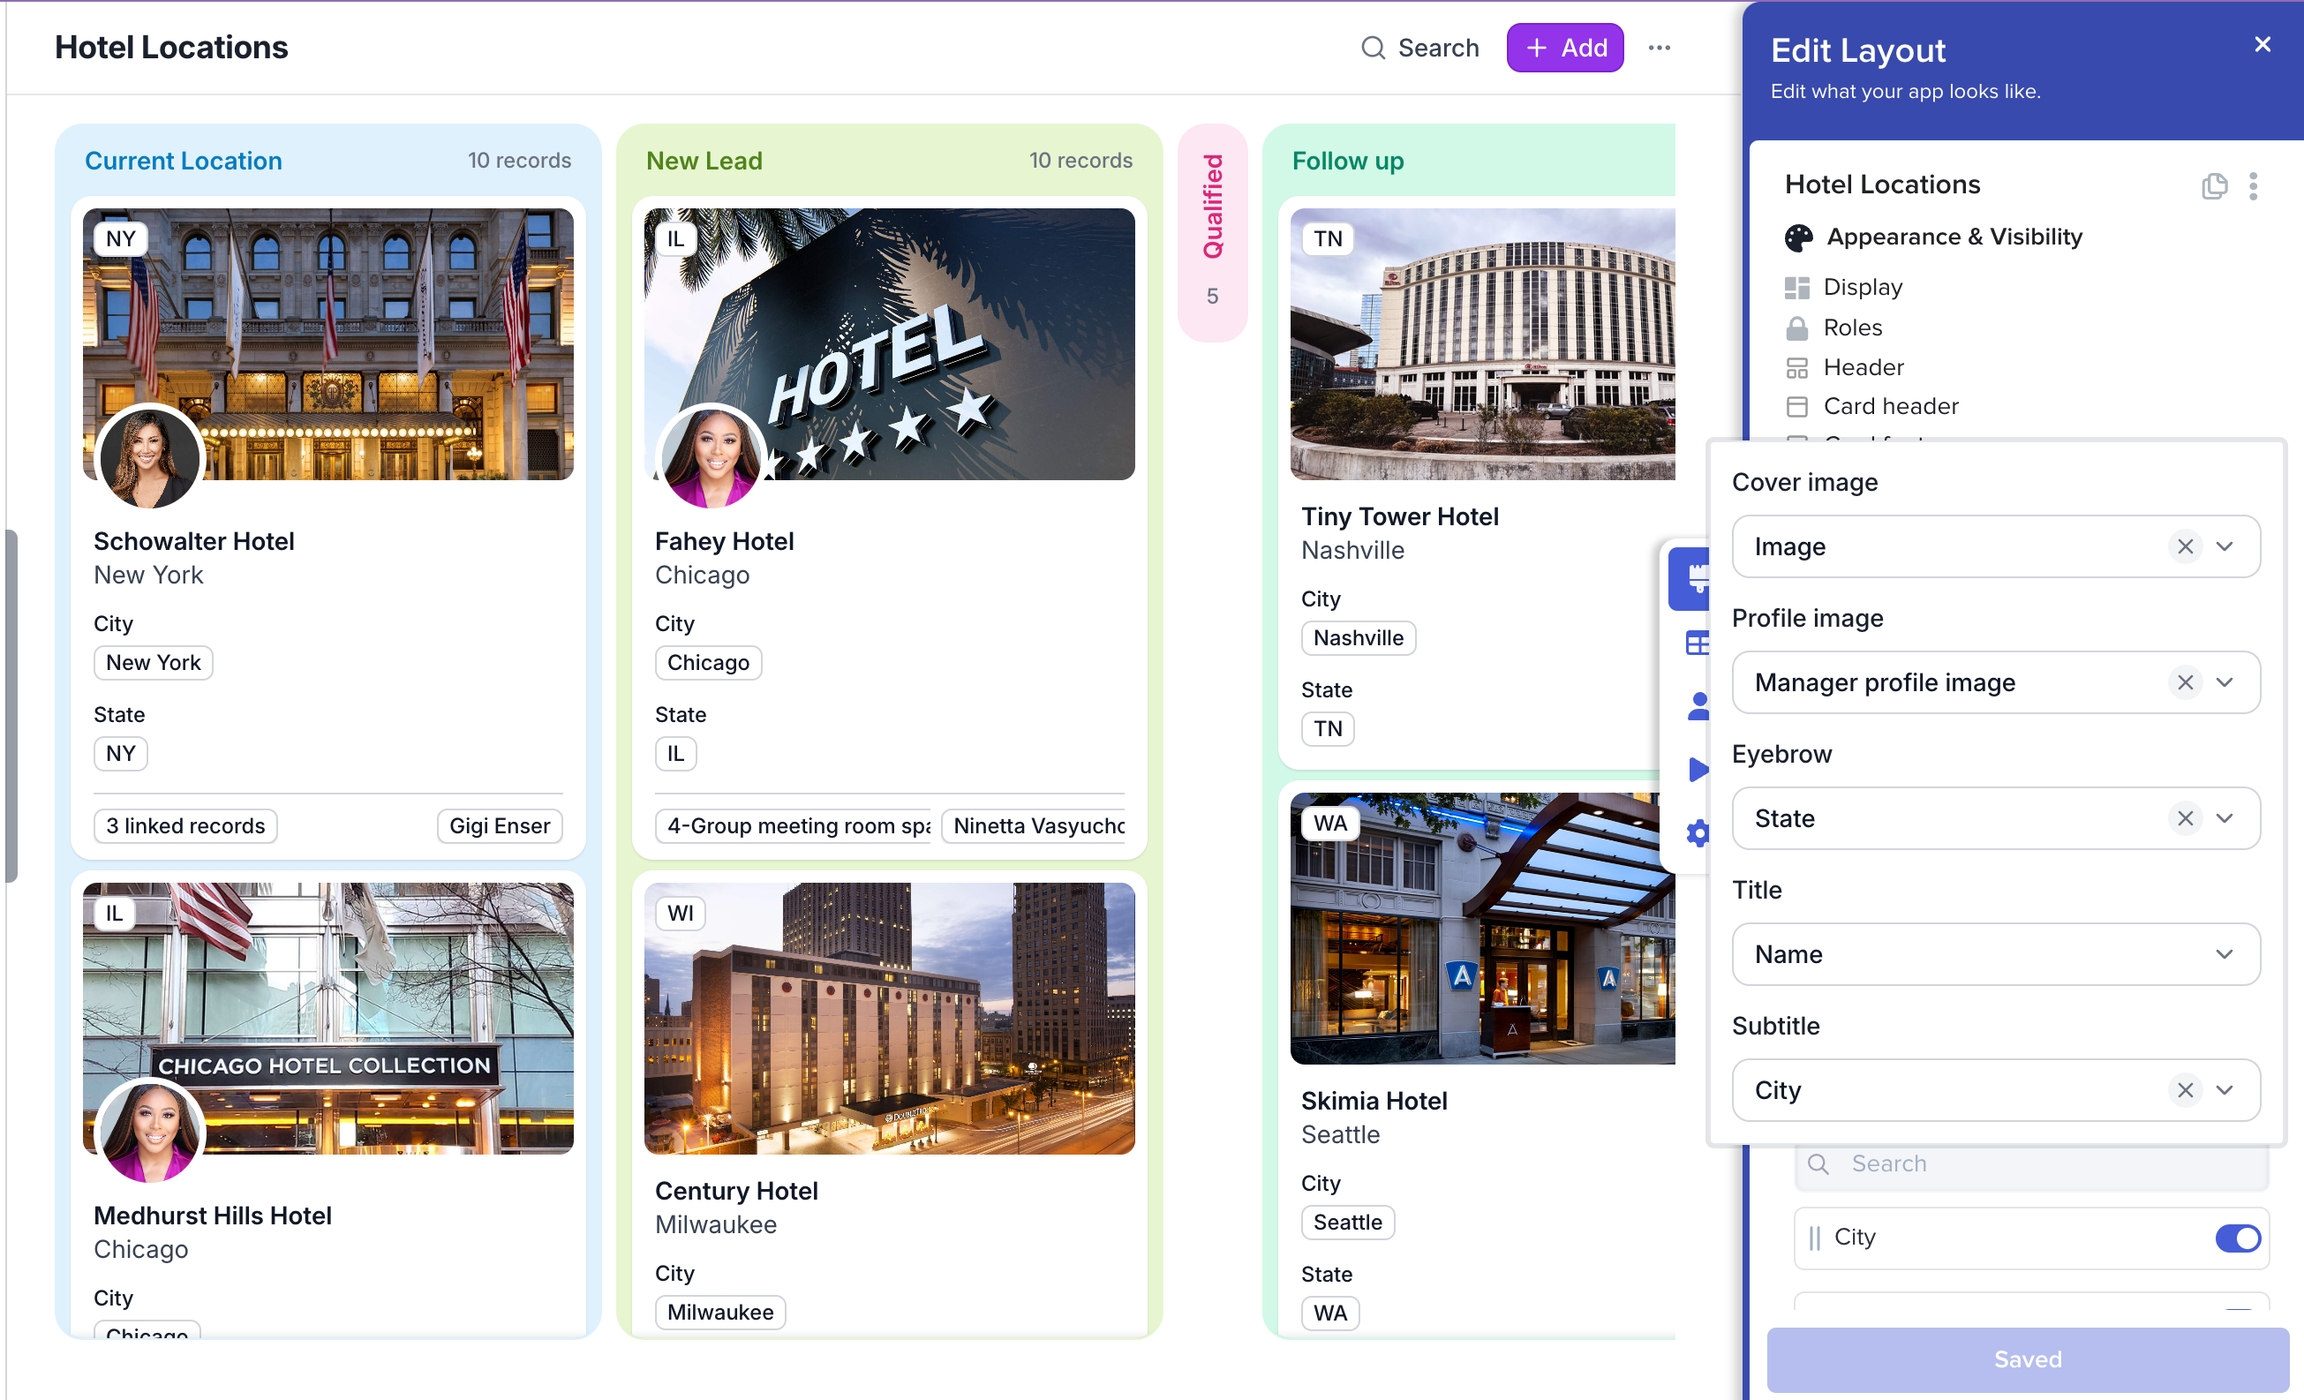 Hotel Locations
Search
+ Add
Current Location
10 records
NY
Schowalter Hotel
New York
City
New York
State
NY
3 linked records
Gigi Enser
IL
CHICAGO HOTEL COLLECTION
Medhurst Hills Hotel
Chicago
City
Chicago
New Lead
10 records
IL
HOTEL
Fahey Hotel
Chicago
City
Chicago
State
IL
4-Group meeting room
Ninetta
WI
Century Hotel
Milwaukee
City
Milwaukee
Qualified
5
Follow up
TN
Tiny Tower Hotel
Nashville
City
Nashville
State
TN
WA
A
A
Skimia Hotel
Seattle
City
Seattle
State
WA
Edit Layout
Edit what your app looks like.
Hotel Locations
Appearance & Visibility
Display
Roles
Header
Card header
Cover image
Image
Profile image
Manager profile image
Eyebrow
State
Title
Name
Subtitle
City
Search
City
Saved